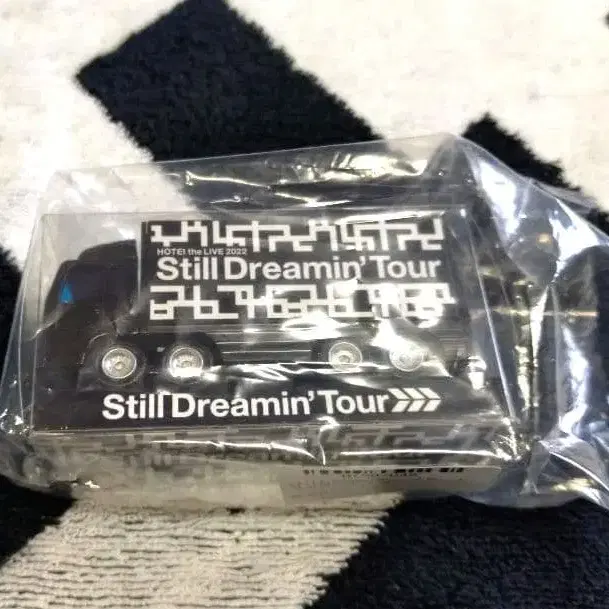 HOTEI the LIVE 2022
Still Dreamin' Tour
Still Dreamin' Tour